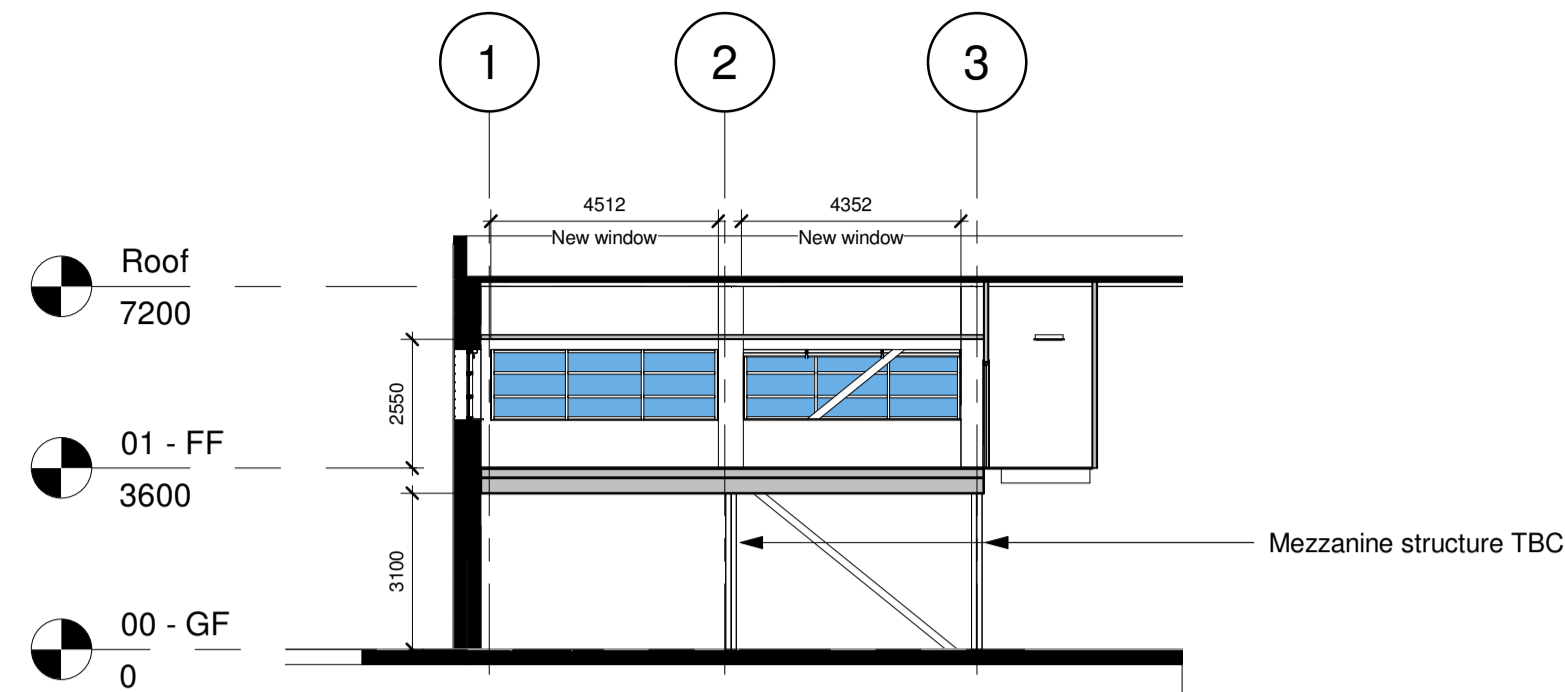 1
2
3
4512
4352
New window
New window
Roof
7200
2550
01 - FF
3600
3100
Mezzanine structure TBC
00 - GF
0